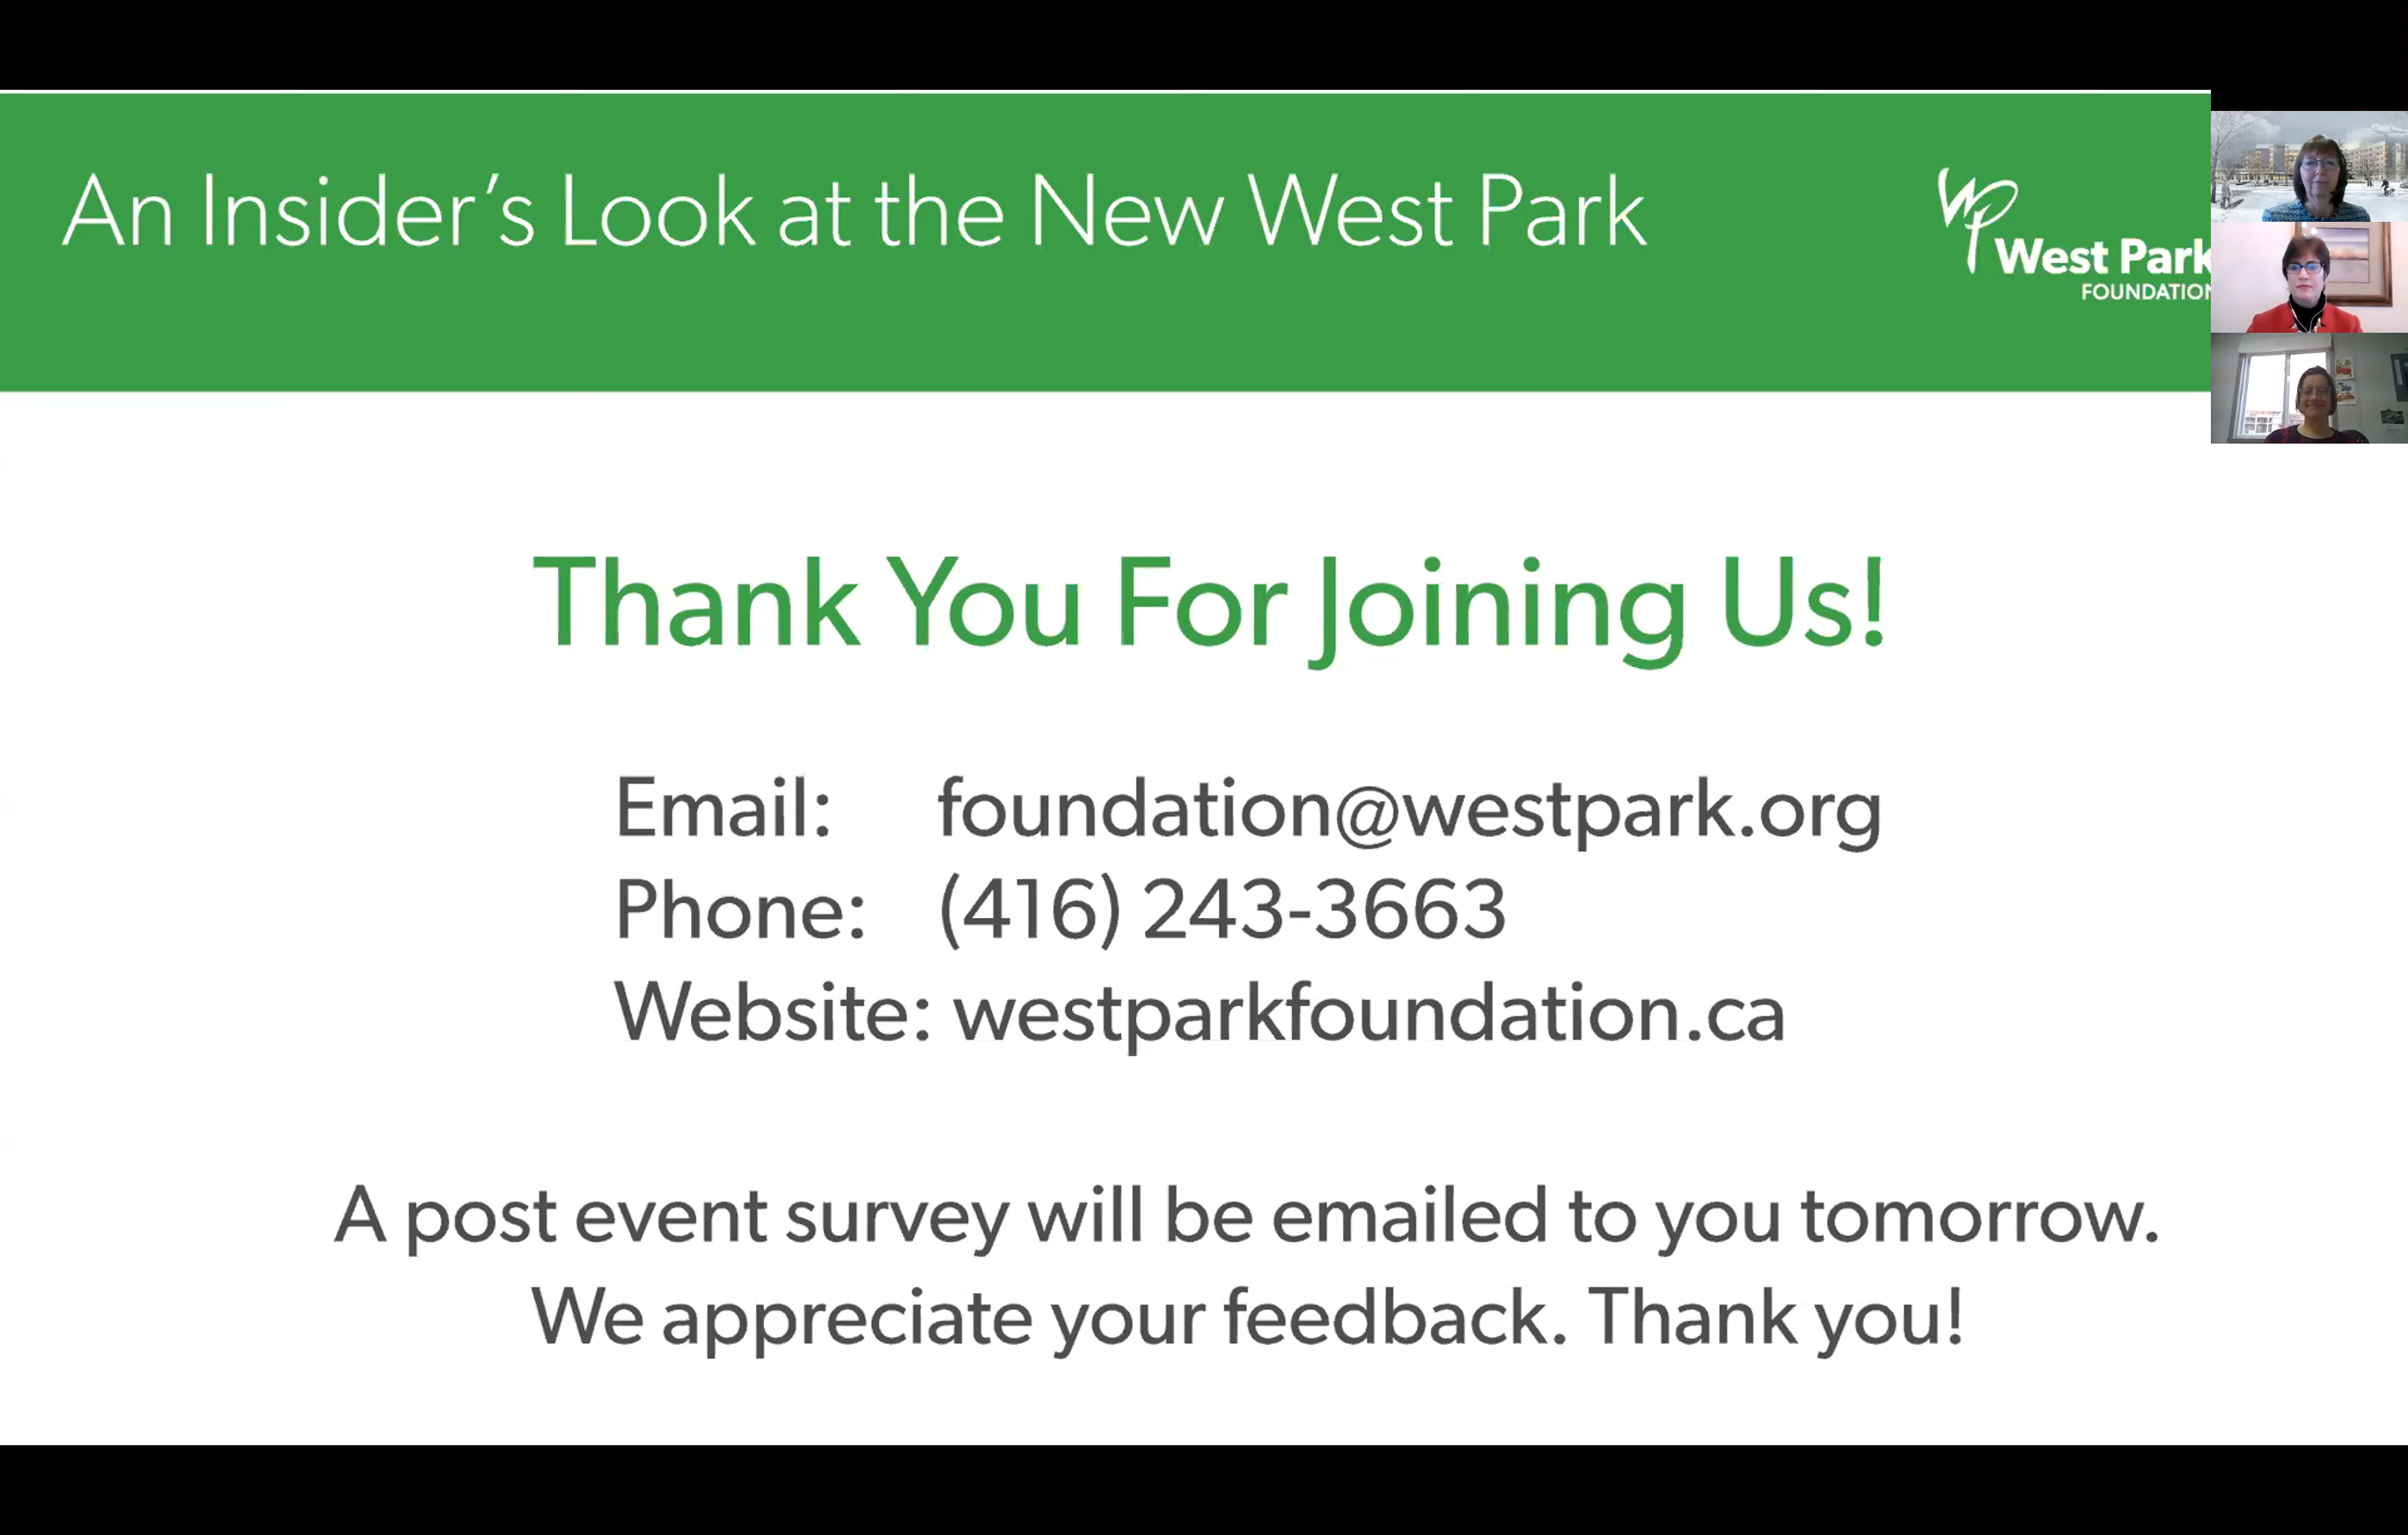 An Insider’s Look at the New West Park
West Park
FOUNDATION
Thank You For Joining Us!
Email: foundation@westpark.org
Phone: (416) 243-3663
Website: westparkfoundation.ca
A post event survey will be emailed to you tomorrow.
We appreciate your feedback. Thank you!